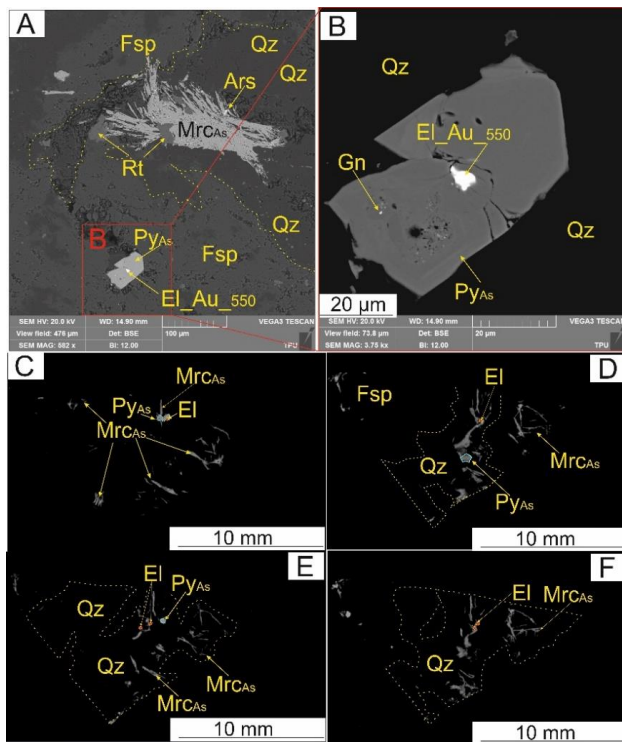 A
Fsp
Qz
Qz
Ars
MrcAs
Rt
Qz
B
PyAs
Fsp
El_Au_550
SEM HV: 20.0 kV WD: 14.90 mm VEGA3 TESCAN
View field: 476 µm Det: BSE 100 µm
SEM MAG: 582 x BI: 12.00 TPU
B
Qz
El_Au_550
Gn
Qz
PyAs
20 µm
SEM HV: 20.0 kV WD: 14.90 mm VEGA3 TESCAN
View field: 73.8 µm Det: BSE 20 µm
SEM MAG: 3.75 kx BI: 12.00 TPU
C
MrcAs
PyAs El
MrcAs
10 mm
D
Fsp
El
Qz
MrcAs
PyAs
10 mm
E
El
PyAs
Qz
Qz
MrcAs
MrcAs
10 mm
F
El MrcAs
Qz
10 mm